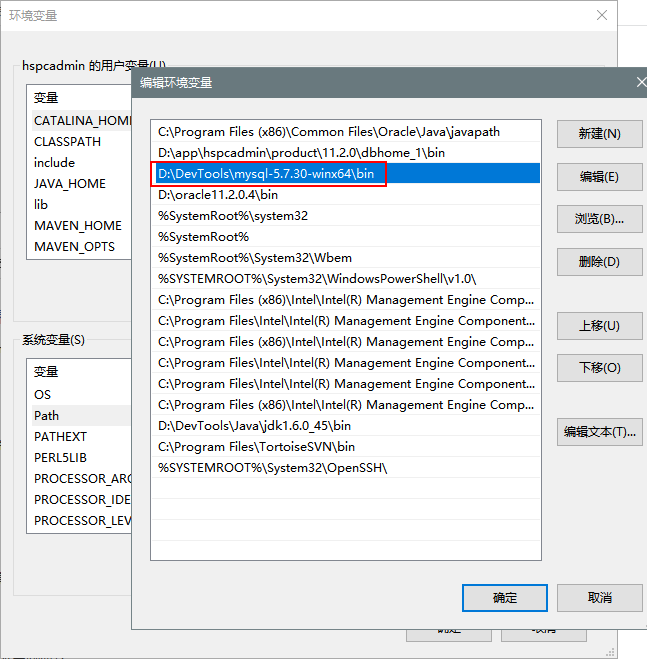 环境变量
hspcadmin 的用户变量(U)
变量
CATALINA_HOME
CLASSPATH
include
JAVA_HOME
lib
MAVEN_HOME
MAVEN_OPTS
系统变量(S)
变量
OS
Path
PATHEXT
PERL5LIB
PROCESSOR_ARC
PROCESSOR_IDE
PROCESSOR_LEV
编辑环境变量
C:\Program Files (x86)\Common Files\Oracle\Java\javapath
D:\app\hspcadmin\product\11.2.0\dbhome_1\bin
D:\DevTools\mysql-5.7.30-winx64\bin
D:\oracle11.2.0.4\bin
%SystemRoot%\system32
%SystemRoot%
%SystemRoot%\System32\Wbem
%SYSTEMROOT%\System32\WindowsPowerShell\v1.0\
C:\Program Files (x86)\Intel\Intel(R) Management Engine Comp...
C:\Program Files\Intel\Intel(R) Management Engine Component...
C:\Program Files (x86)\Intel\Intel(R) Management Engine Comp...
C:\Program Files\Intel\Intel(R) Management Engine Component...
C:\Program Files\Intel\Intel(R) Management Engine Component...
C:\Program Files (x86)\Intel\Intel(R) Management Engine Comp...
D:\DevTools\Java\jdk1.6.0_45\bin
C:\Program Files\TortoiseSVN\bin
%SYSTEMROOT%\System32\OpenSSH\
新建(N)
编辑(E)
浏览(B)...
删除(D)
上移(U)
下移(O)
编辑文本(T)...
确定
取消